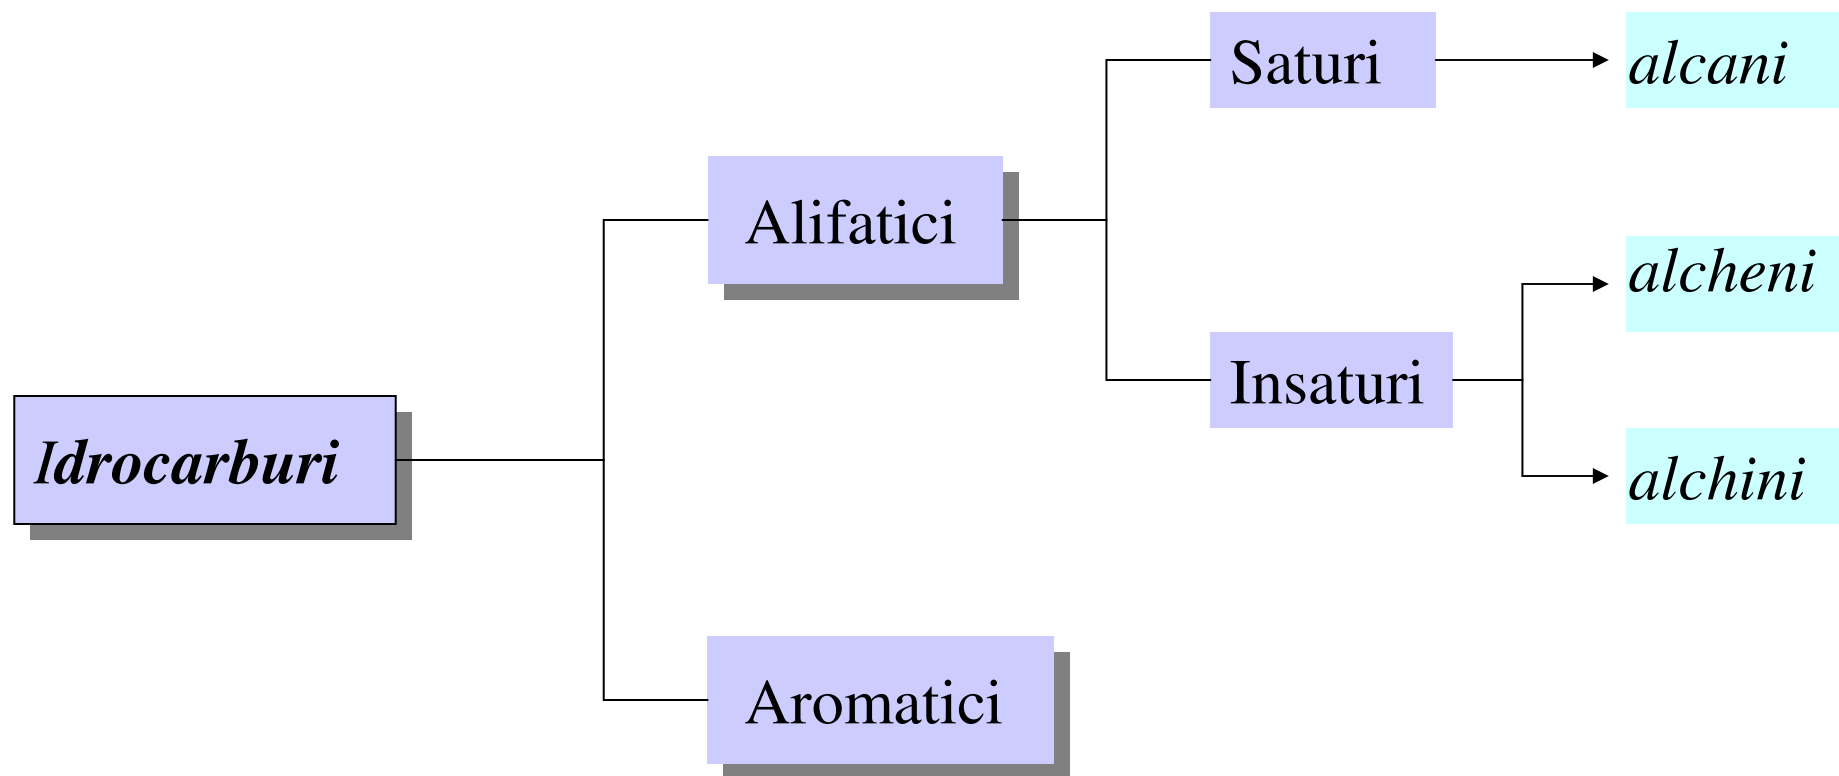 Saturi
alcani
Alifatici
alcheni
Insaturi
Idrocarburi
alchini
Aromatici